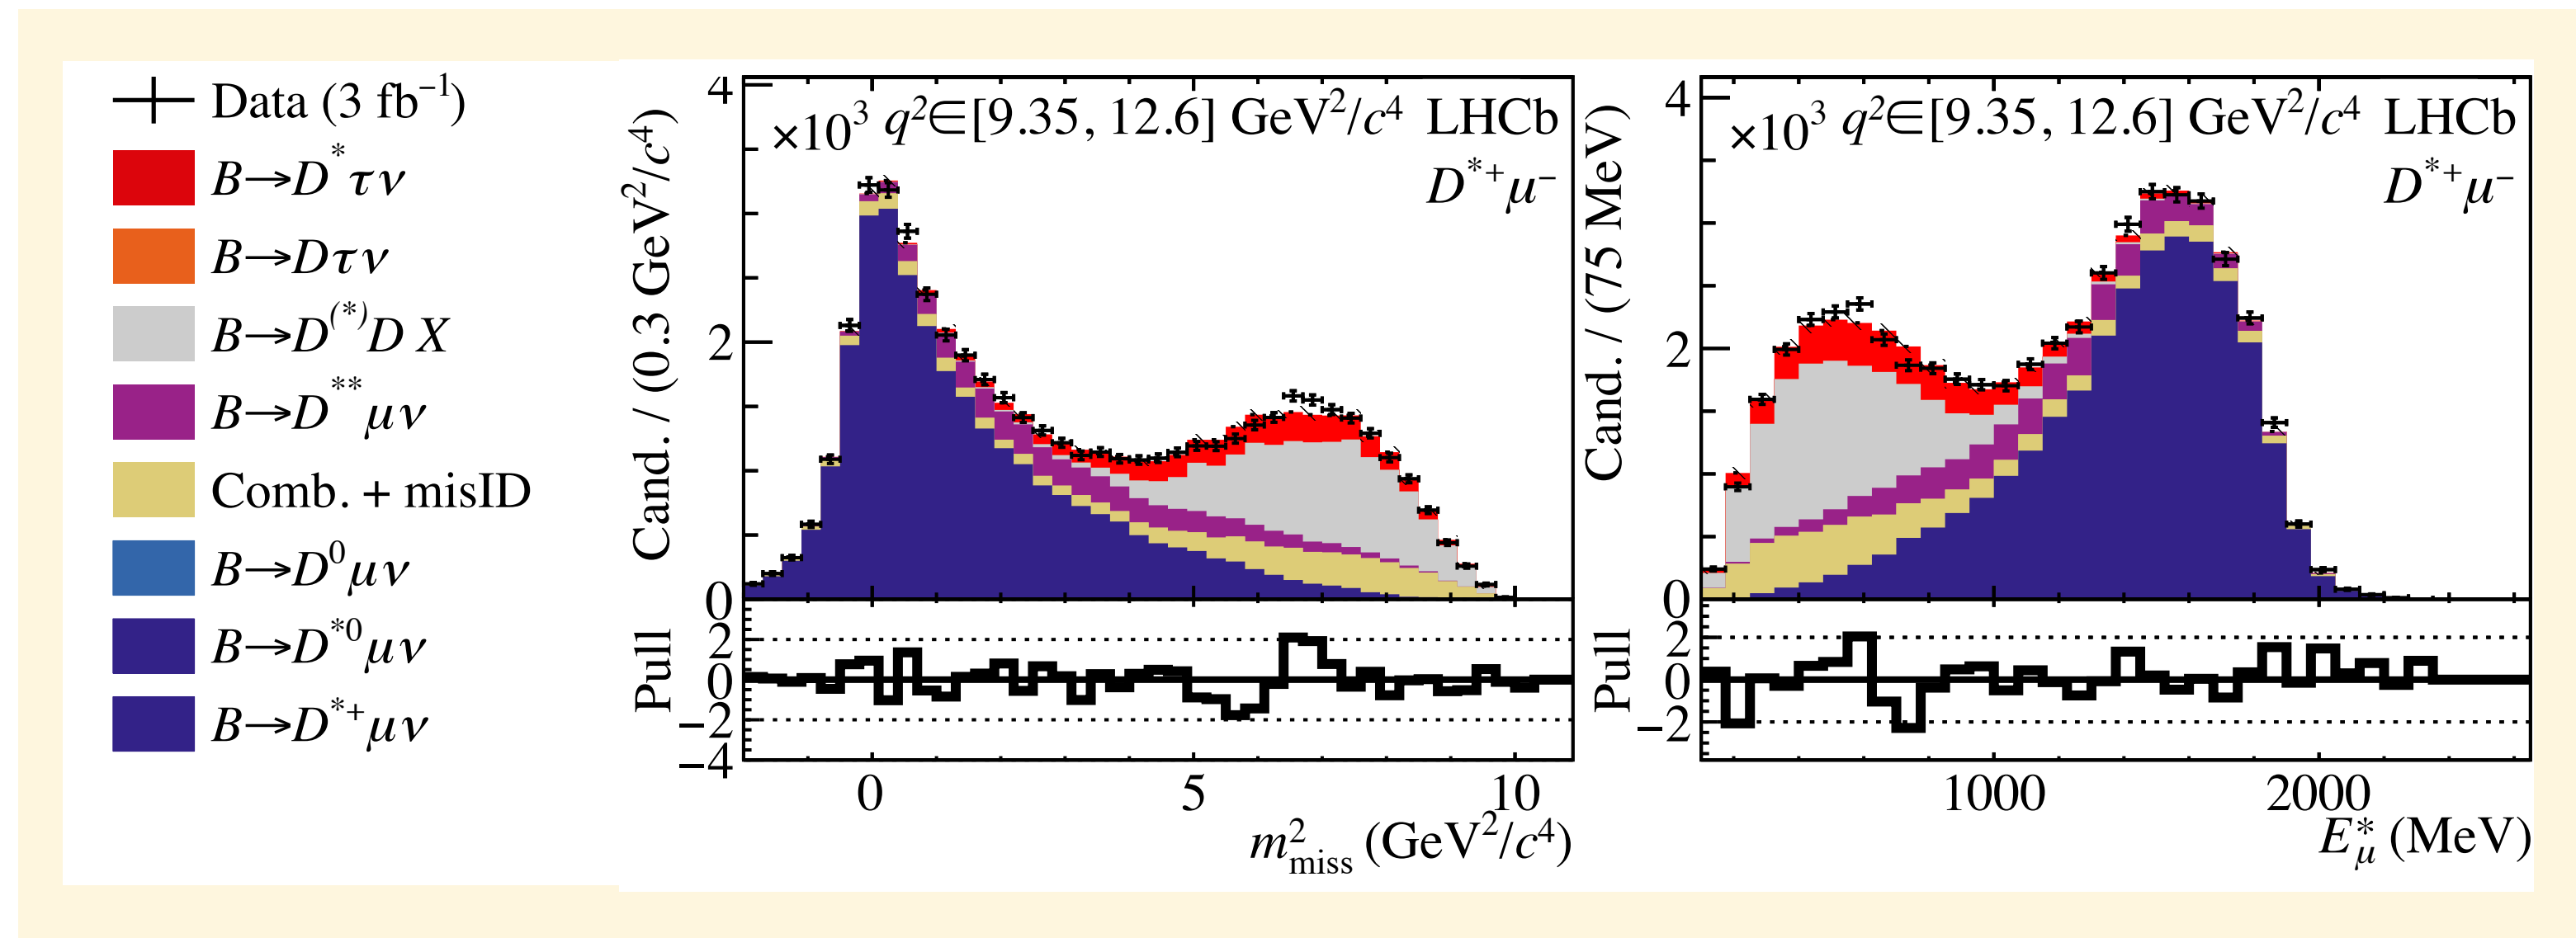 Data (3 fb⁻¹)
B→D*τν
B→Dτν
B→D⁽*⁾D X
B→D**μν
Comb. + misID
B→D⁰μν
B→D*⁰μν
B→D*⁺μν
Cand. / (0.3 GeV²/c⁴)
4
2
0
×10³ q²∈[9.35, 12.6] GeV²/c⁴ LHCb
D*⁺μ⁻
Pull
2
0
−2
−4
0 5 10
m²miss (GeV²/c⁴)
Cand. / (75 MeV)
4
2
0
×10³ q²∈[9.35, 12.6] GeV²/c⁴ LHCb
D*⁺μ⁻
Pull
2
0
−2
1000 2000
E*μ (MeV)